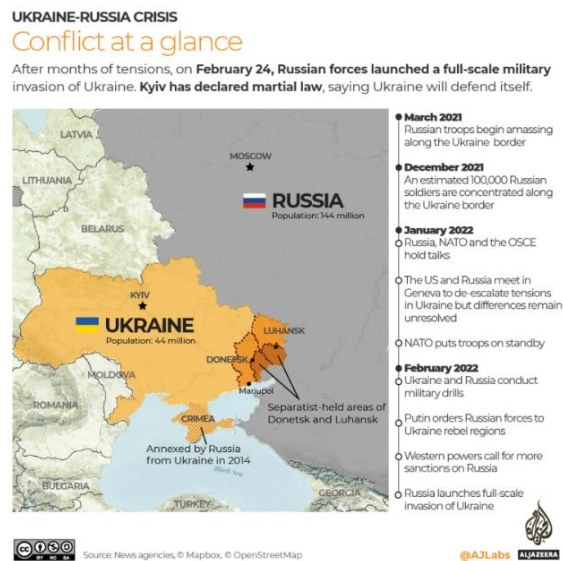 UKRAINE-RUSSIA CRISIS
Conflict at a glance
After months of tensions, on February 24, Russian forces launched a full-scale military
invasion of Ukraine. Kyiv has declared martial law, saying Ukraine will defend itself.
LATVIA
LITHUANIA
BELARUS
MOSCOW
RUSSIA
Population: 144 million
KYIV
UKRAINE
Population: 44 million
LUHANSK
DONETSK
Mariupol
MOLDOVA
ROMANIA
Separatist-held areas of
Donetsk and Luhansk
CRIMEA
Annexed by Russia
from Ukraine in 2014
Black Sea
BULGARIA
TURKEY
GEORGIA
March 2021
Russian troops begin amassing
along the Ukraine border
December 2021
An estimated 100,000 Russian
soldiers are concentrated along
the Ukraine border
January 2022
Russia, NATO and the OSCE
hold talks
The US and Russia meet in
Geneva to de-escalate tensions
in Ukraine but differences remain
unresolved
NATO puts troops on standby
February 2022
Ukraine and Russia conduct
military drills
Putin orders Russian forces to
Ukraine rebel regions
Western powers call for more
sanctions on Russia
Russia launches full-scale
invasion of Ukraine
cc BY NC SA
Source: News agencies, © Mapbox, © OpenStreetMap
@AJLabs
ALJAZEERA